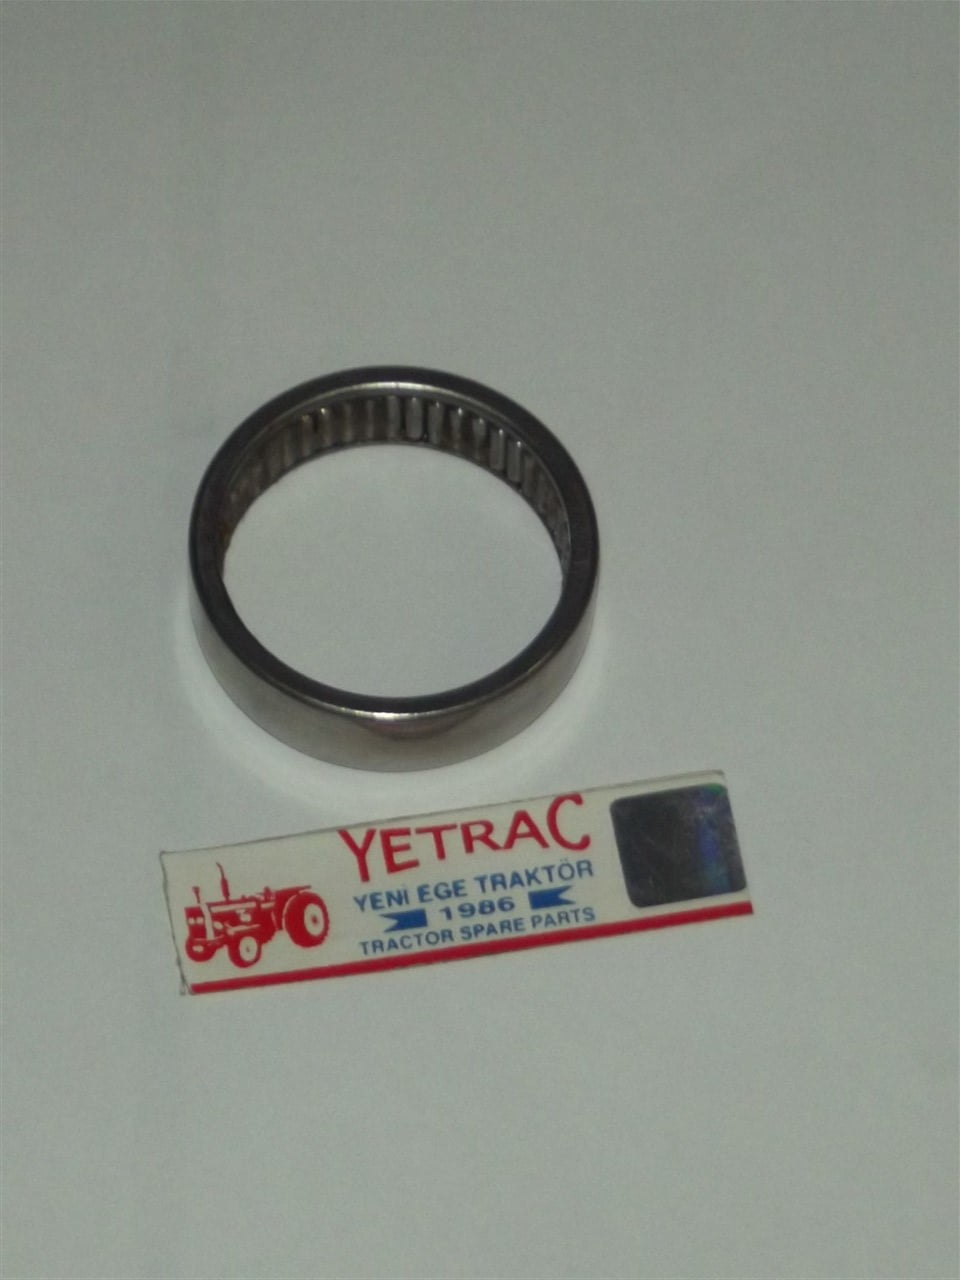 YETRAC
YENİ EGE TRAKTÖR
1986
TRACTOR SPARE PARTS